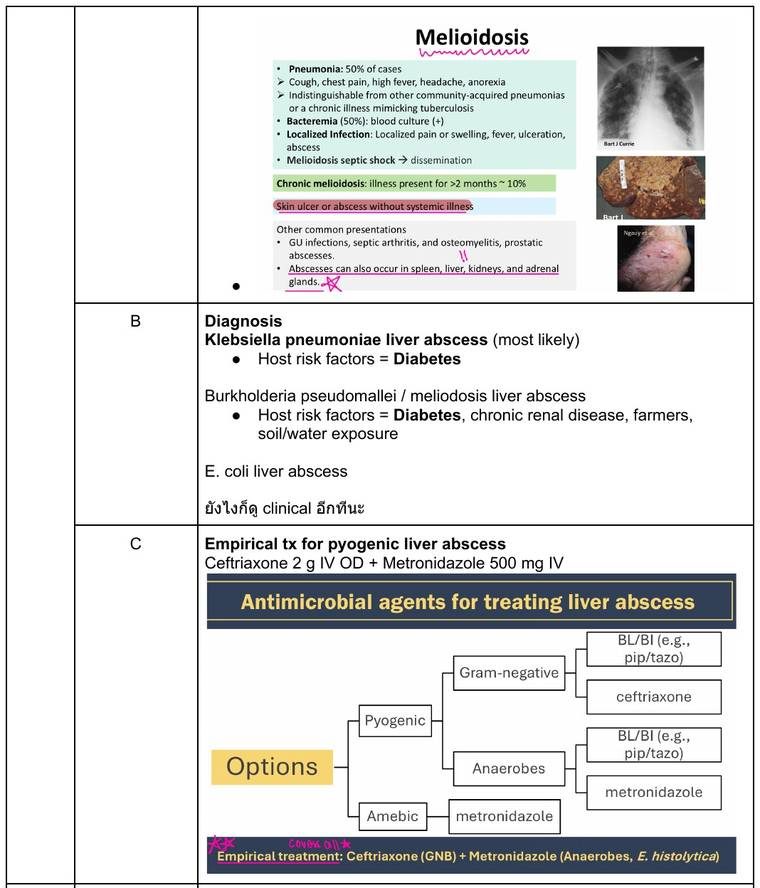 Melioidosis
• Pneumonia: 50% of cases
➢ Cough, chest pain, high fever, headache, anorexia
➢ Indistinguishable from other community-acquired pneumonias
or a chronic illness mimicking tuberculosis
• Bacteremia (50%): blood culture (+)
• Localized Infection: Localized pain or swelling, fever, ulceration,
abscess
• Melioidosis septic shock → dissemination
Chronic melioidosis: illness present for >2 months ~ 10%
Skin ulcer or abscess without systemic illness
Other common presentations
• GU infections, septic arthritis, and osteomyelitis, prostatic
abscesses.
!!
• Abscesses can also occur in spleen, liver, kidneys, and adrenal
glands.
Bart J Currie
Bart J
●
B
Diagnosis
Klebsiella pneumoniae liver abscess (most likely)
● Host risk factors = Diabetes
Burkholderia pseudomallei / meliodosis liver abscess
● Host risk factors = Diabetes, chronic renal disease, farmers,
soil/water exposure
E. coli liver abscess
ยังไงก็ดู clinical อีกทีนะ
C
Empirical tx for pyogenic liver abscess
Ceftriaxone 2 g IV OD + Metronidazole 500 mg IV
Antimicrobial agents for treating liver abscess
Options
Pyogenic
Gram-negative
BL/BI (e.g.,
pip/tazo)
ceftriaxone
Anaerobes
BL/BI (e.g.,
pip/tazo)
metronidazole
Amebic
metronidazole
covers all
Empirical treatment: Ceftriaxone (GNB) + Metronidazole (Anaerobes, E. histolytica)